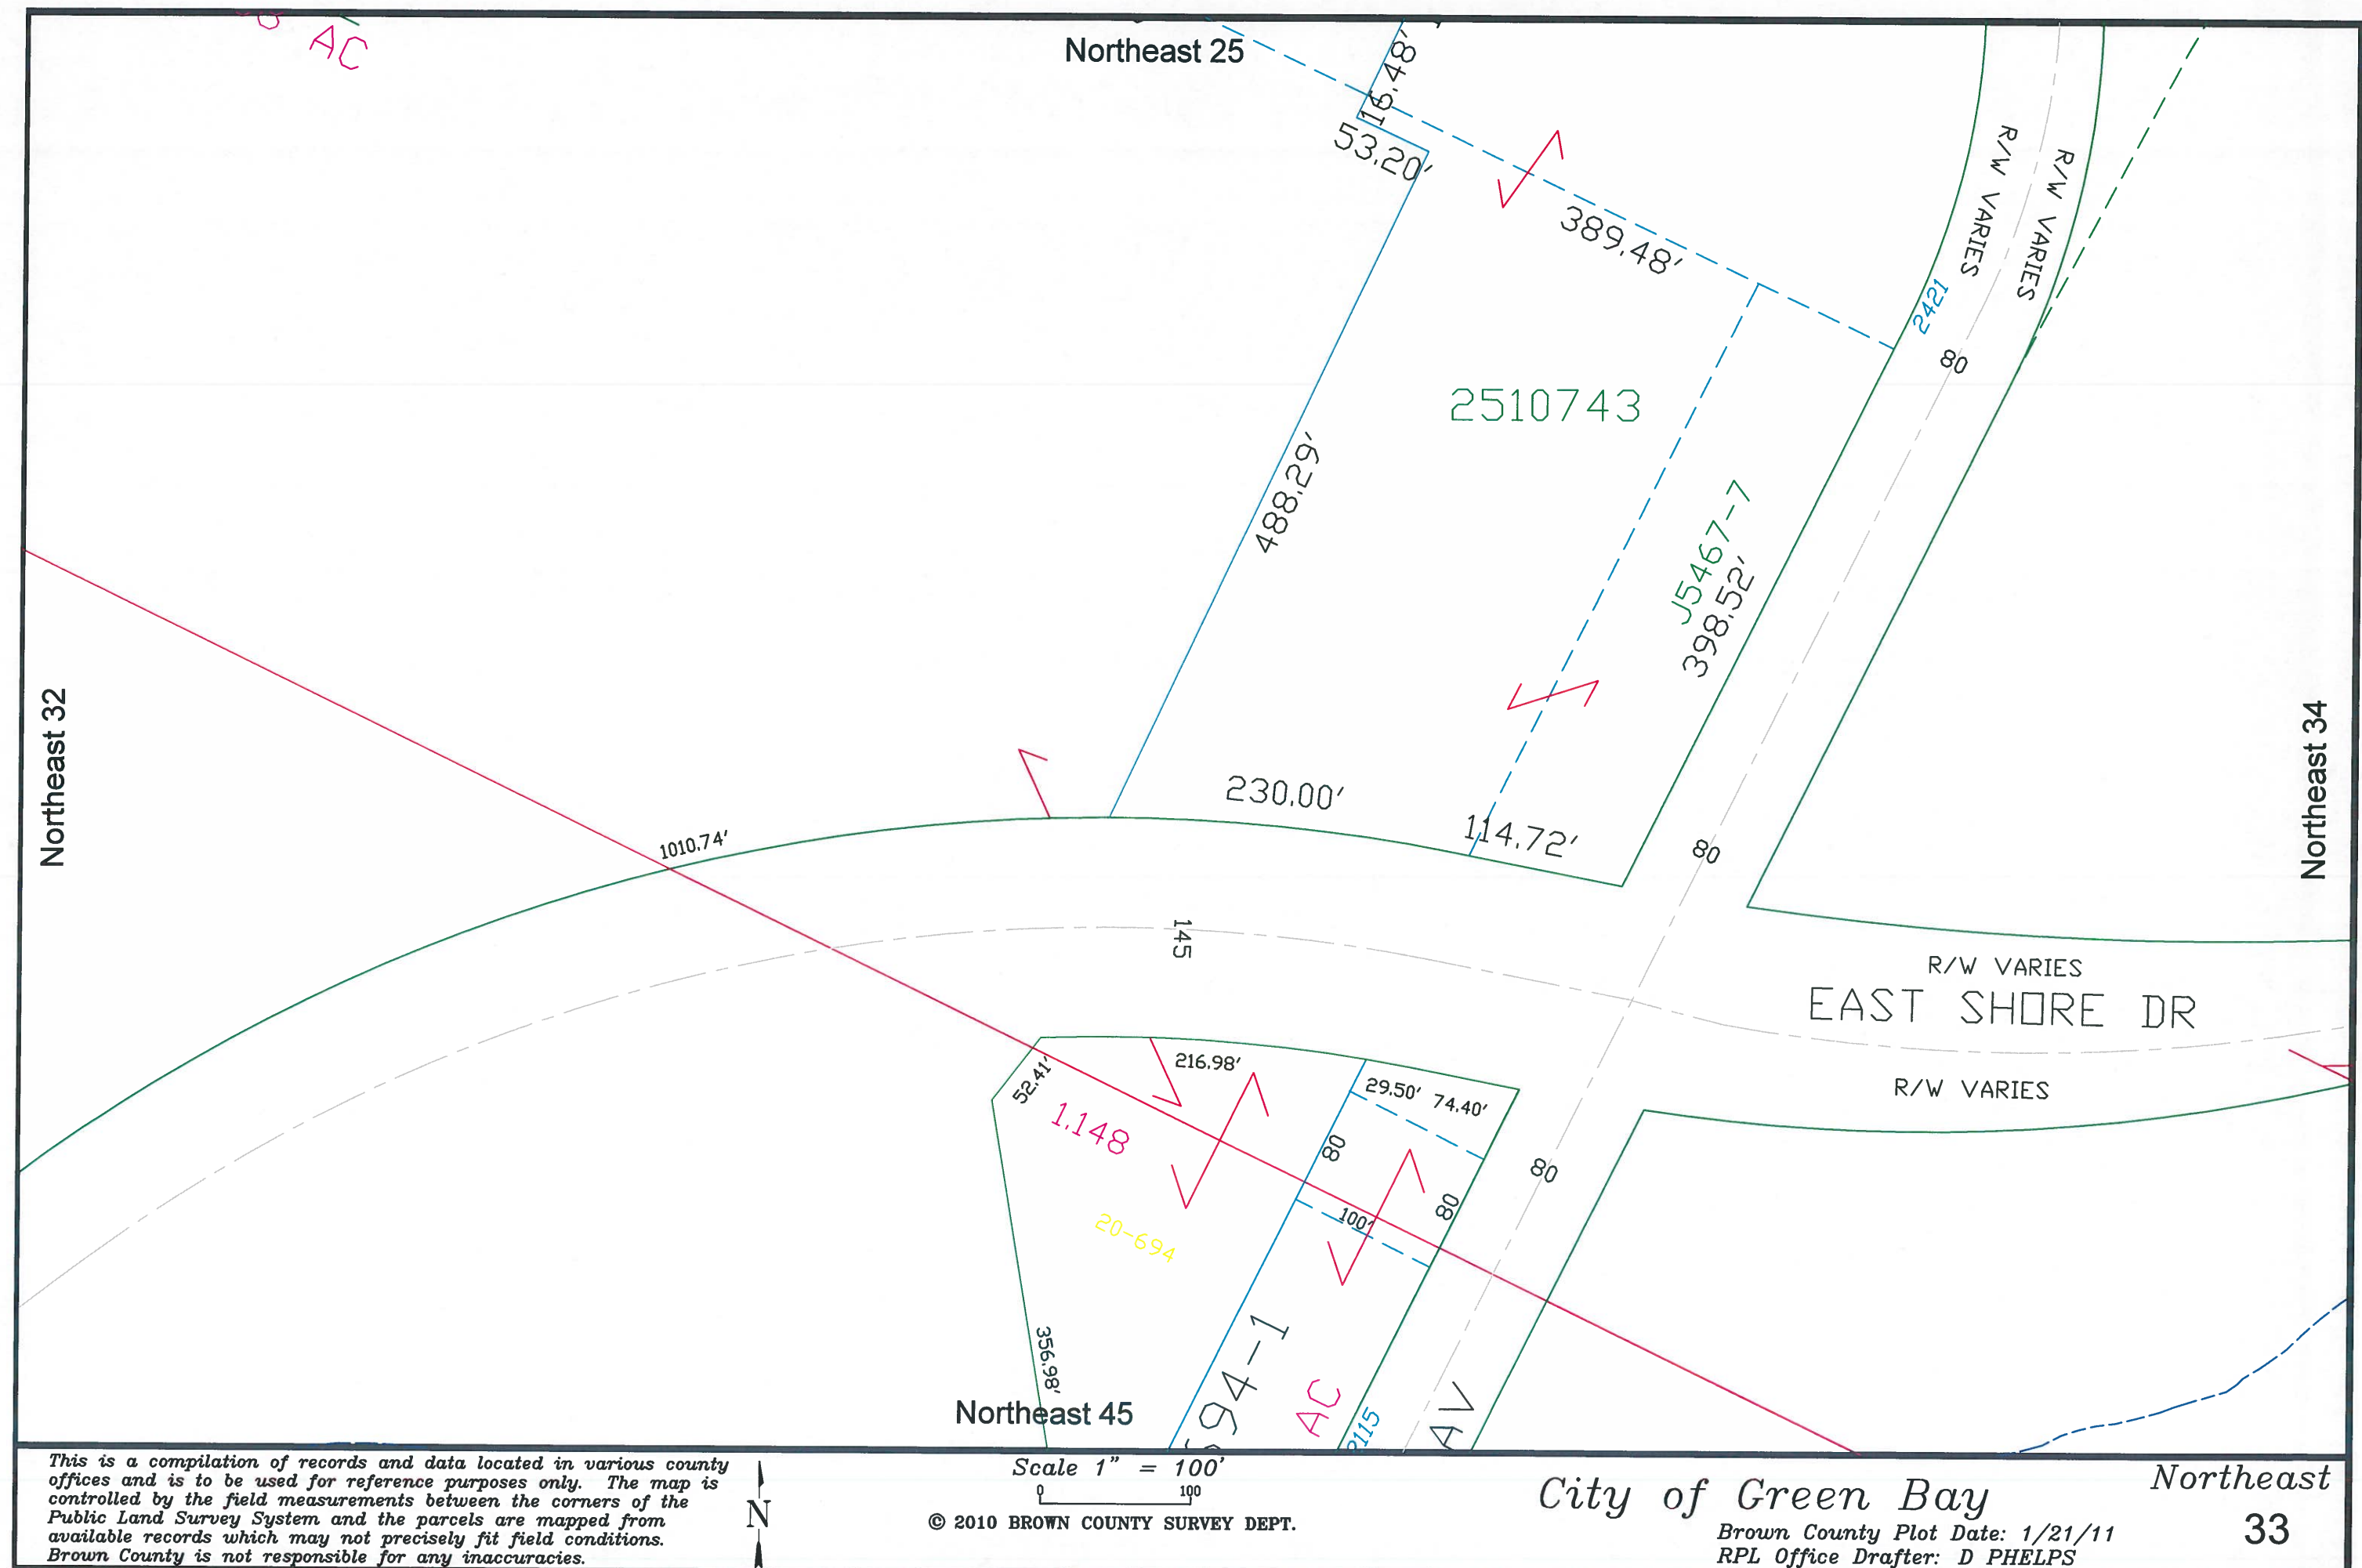 AC
Northeast 25
16.48'
53.20'
389.48'
R/W VARIES
R/W VARIES
2421
80
2510743
488.29'
J5467-7
398.52'
Northeast 32
Northeast 34
230.00'
114.72'
1010.74'
80
145
R/W VARIES
EAST SHORE DR
R/W VARIES
216.98'
52.41'
29.50'
74.40'
1.148
80
80
80
100'
20-694
356.98'
94-1
AC
2115
AV
Northeast 45
This is a compilation of records and data located in various county
offices and is to be used for reference purposes only. The map is
controlled by the field measurements between the corners of the
Public Land Survey System and the parcels are mapped from
available records which may not precisely fit field conditions.
Brown County is not responsible for any inaccuracies.
N
Scale 1" = 100'
0 100
© 2010 BROWN COUNTY SURVEY DEPT.
City of Green Bay
Brown County Plot Date: 1/21/11
RPL Office Drafter: D PHELPS
Northeast
33